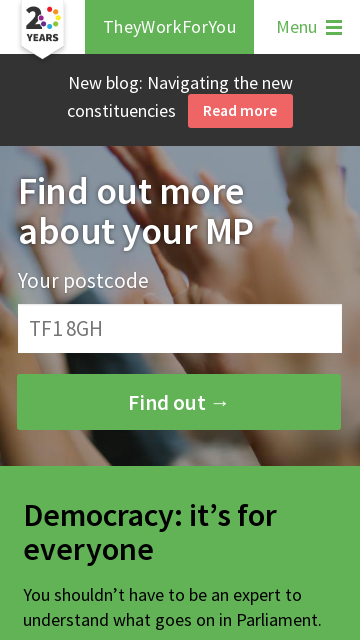 20
YEARS
TheyWorkForYou
Menu
New blog: Navigating the new
constituencies
Read more
Find out more
about your MP
Your postcode
TF1 8GH
Find out →
Democracy: it’s for
everyone
You shouldn’t have to be an expert to
understand what goes on in Parliament.